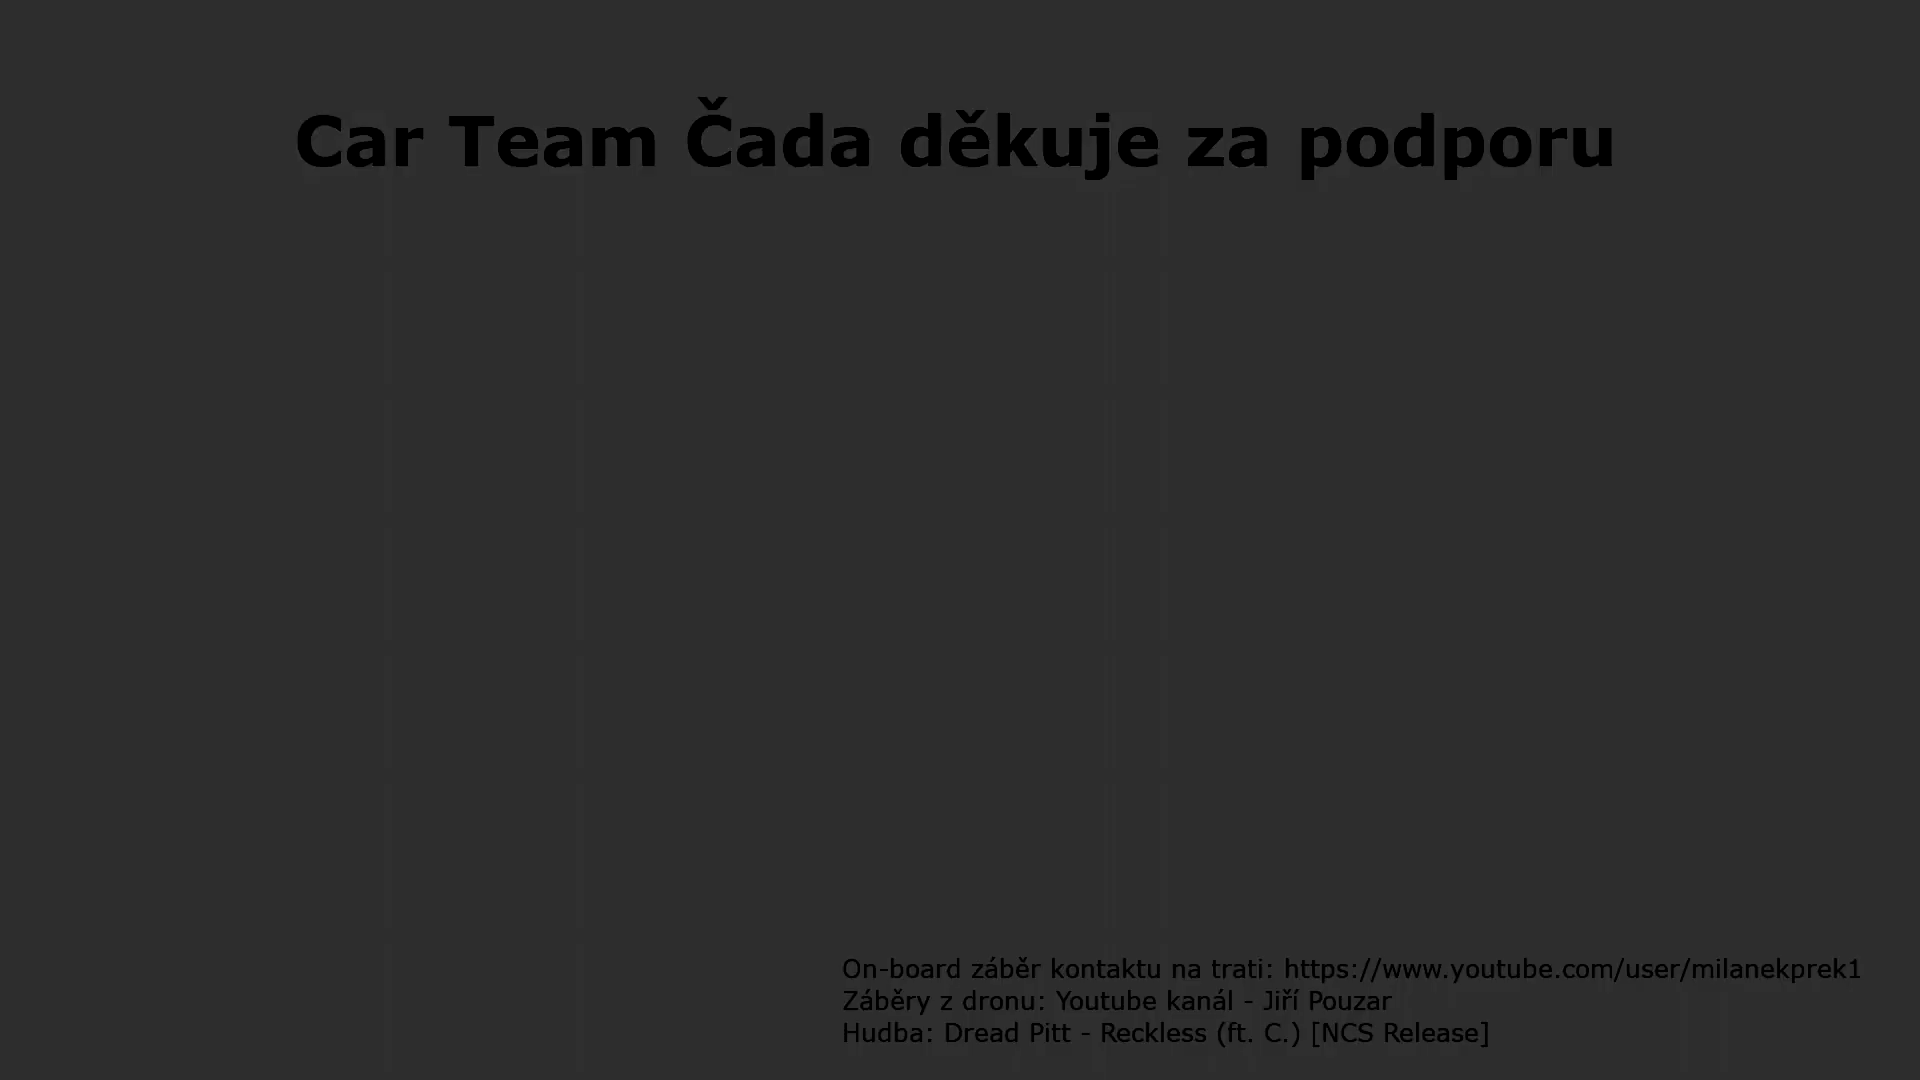 Car Team Čada děkuje za podporu
On-board záběr kontaktu na trati: https://www.youtube.com/user/milanekprek1
Záběry z dronu: Youtube kanál - Jiří Pouzar
Hudba: Dread Pitt - Reckless (ft. C.) [NCS Release]